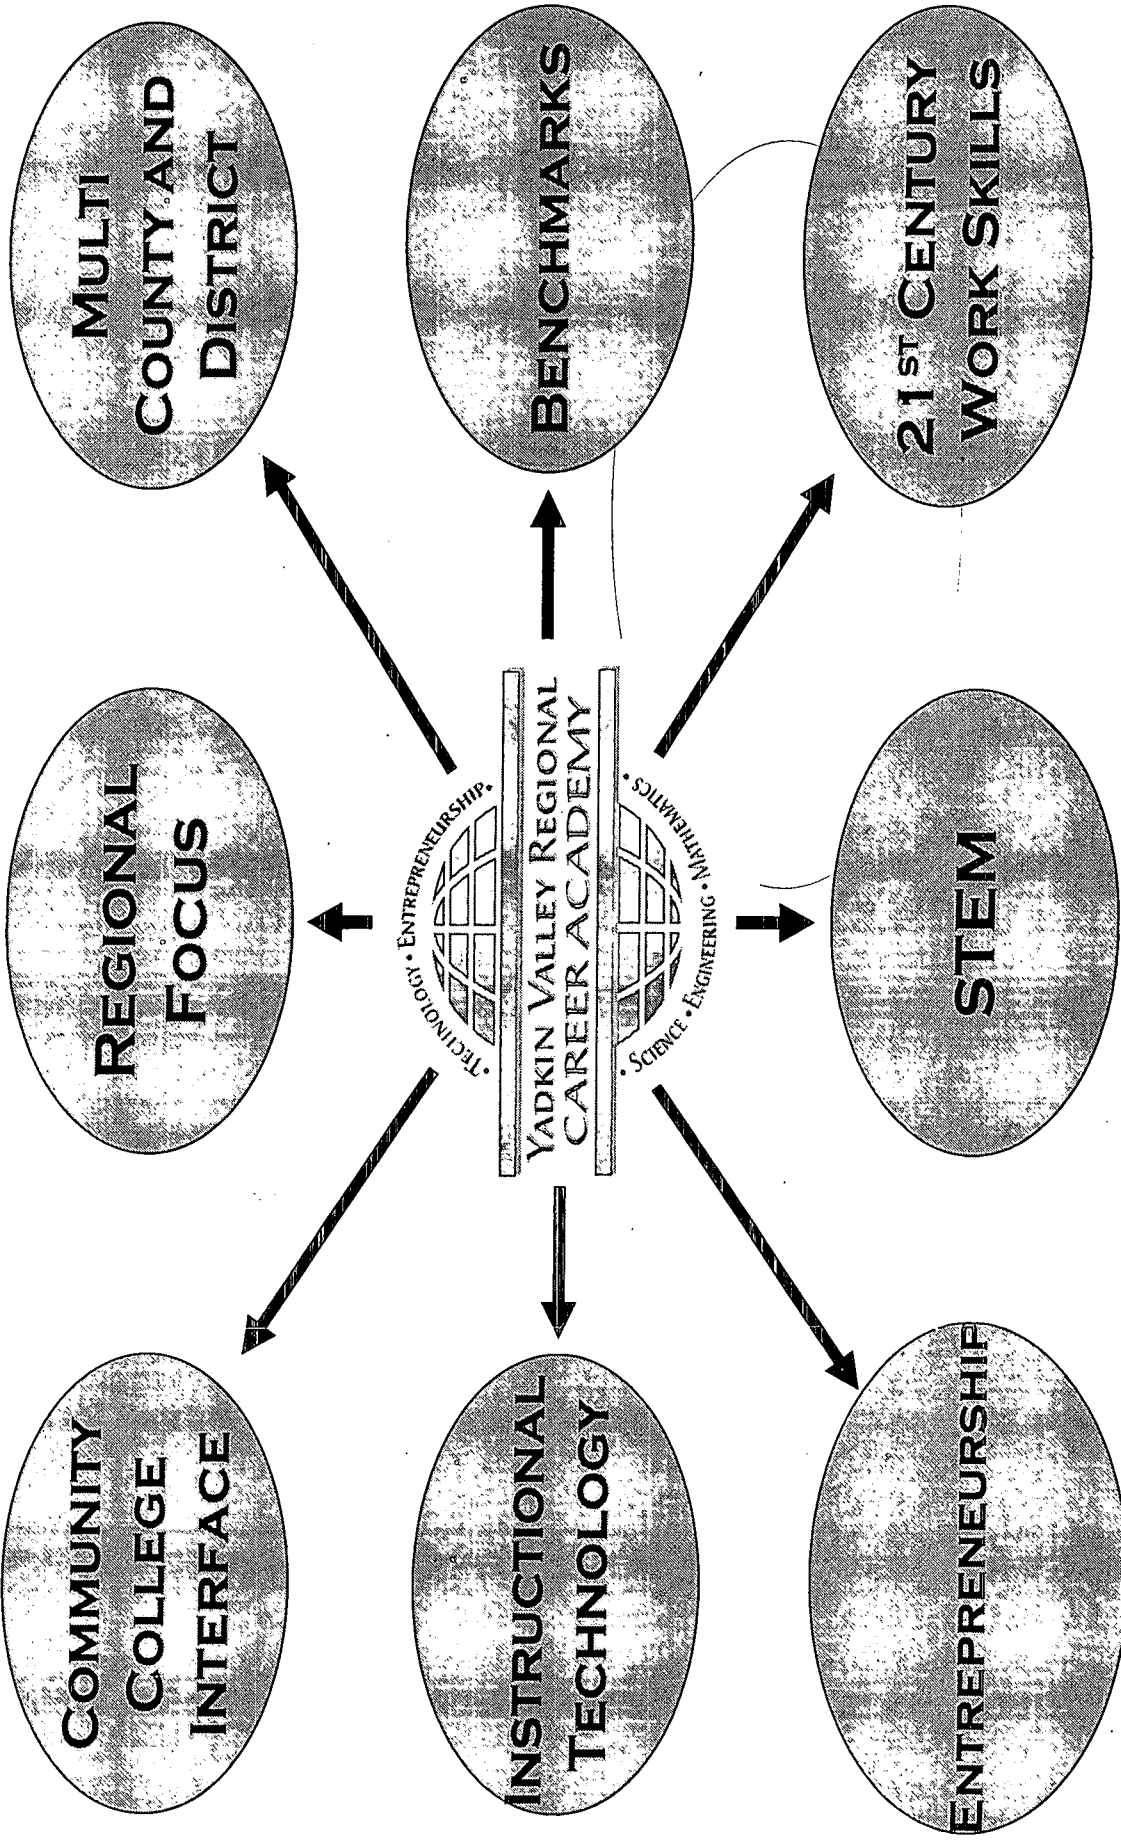 COMMUNITY
COLLEGE
INTERFACE
REGIONAL
FOCUS
MULTI
COUNTY AND
DISTRICT
INSTRUCTIONAL
TECHNOLOGY
• TECHNOLOGY • ENTREPRENEURSHIP •
YADKIN VALLEY REGIONAL
CAREER ACADEMY
• SCIENCE • ENGINEERING • MATHEMATICS •
BENCHMARKS
ENTREPRENEURSHIP
STEM
21ST CENTURY
WORK SKILLS